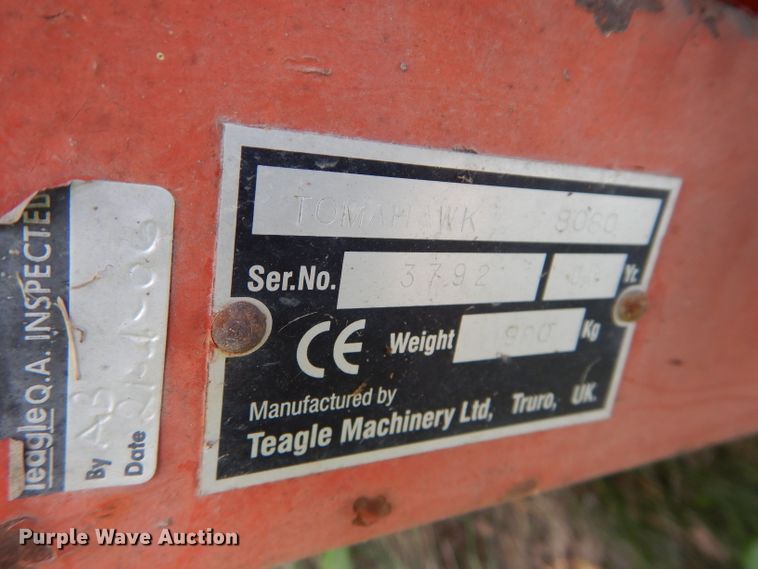 TOMAHAWK 8080
Ser.No. 3792 Yr.
CE Weight 900 Kg
Manufactured by
Teagle Machinery Ltd, Truro, UK.
Teagle Q.A. INSPECTED
By AB
Date
Purple Wave Auction